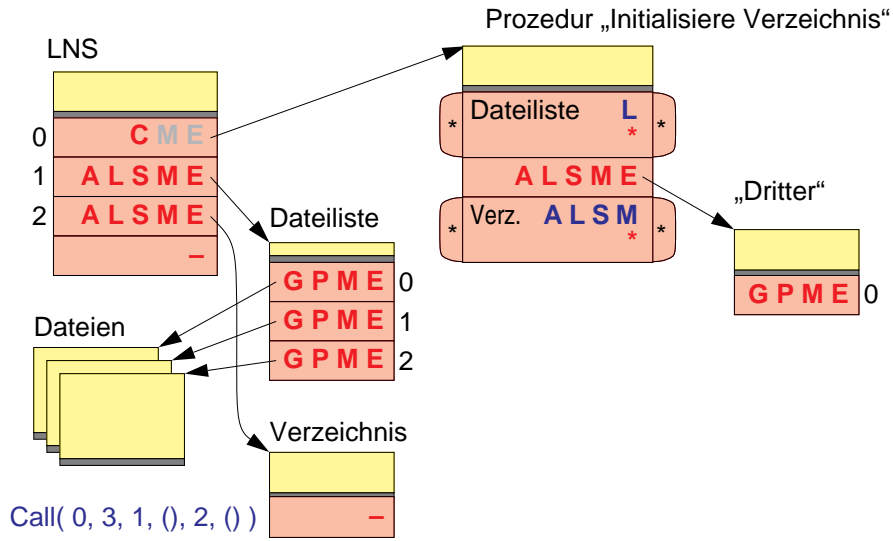 Prozedur „Initialisiere Verzeichnis“
LNS
0 C M E
1 A L S M E
2 A L S M E
–
* Dateiliste L *
*
A L S M E
* Verz. A L S M *
*
„Dritter“
G P M E 0
Dateiliste
G P M E 0
G P M E 1
G P M E 2
Dateien
Verzeichnis
–
Call( 0, 3, 1, (), 2, () )